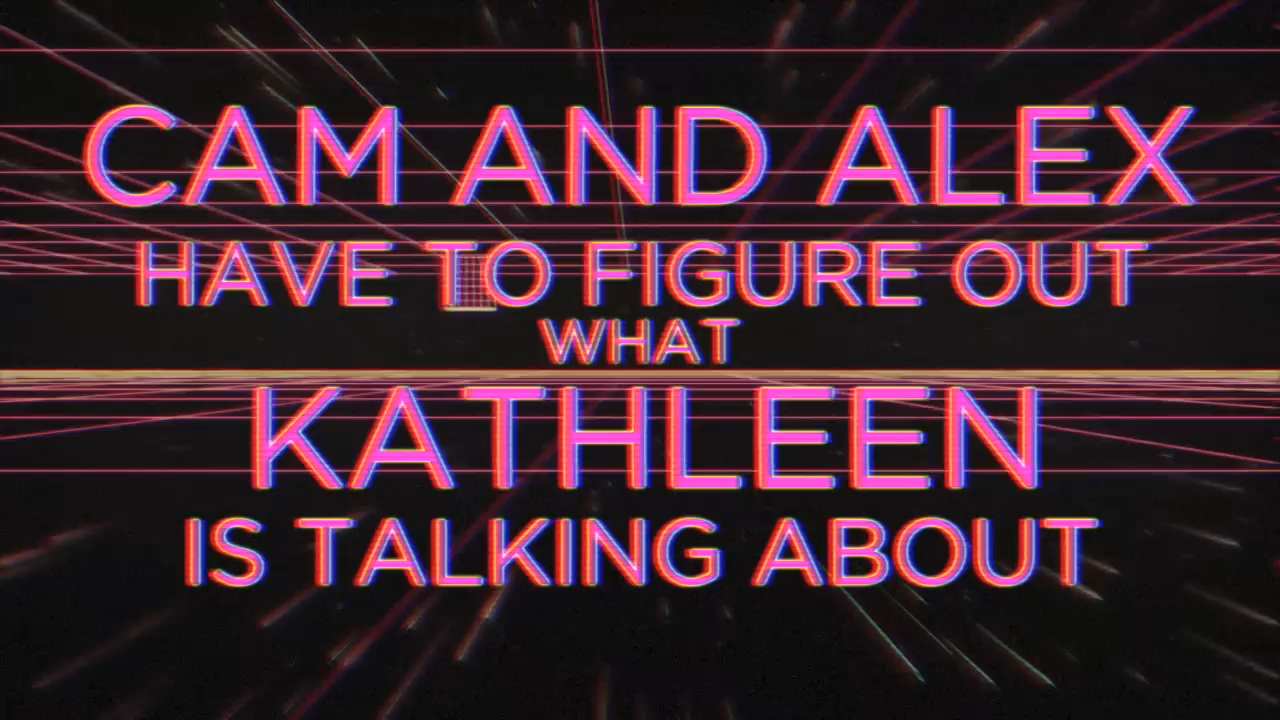 CAM AND ALEX
HAVE TO FIGURE OUT
WHAT
KATHLEEN
IS TALKING ABOUT